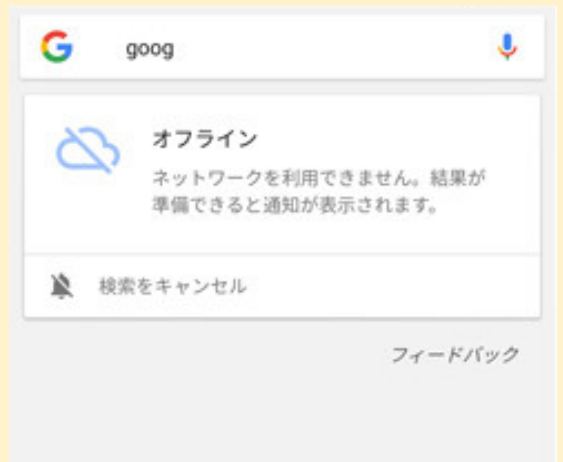 goog
オフライン
ネットワークを利用できません。結果が
準備できると通知が表示されます。
検索をキャンセル
フィードバック